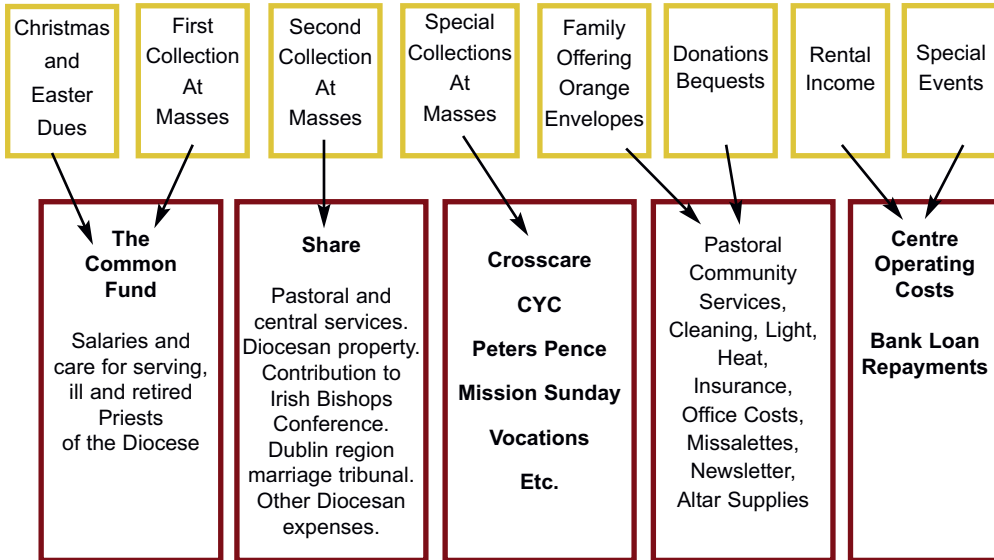 Christmas
and
Easter
Dues
First
Collection
At
Masses
Second
Collection
At
Masses
Special
Collections
At
Masses
Family
Offering
Orange
Envelopes
Donations
Bequests
Rental
Income
Special
Events
The
Common
Fund
Salaries and
care for serving,
ill and retired
Priests
of the Diocese
Share
Pastoral and
central services.
Diocesan property.
Contribution to
Irish Bishops
Conference.
Dublin region
marriage tribunal.
Other Diocesan
expenses.
Crosscare
CYC
Peters Pence
Mission Sunday
Vocations
Etc.
Pastoral
Community
Services,
Cleaning, Light,
Heat,
Insurance,
Office Costs,
Missalettes,
Newsletter,
Altar Supplies
Centre
Operating
Costs
Bank Loan
Repayments